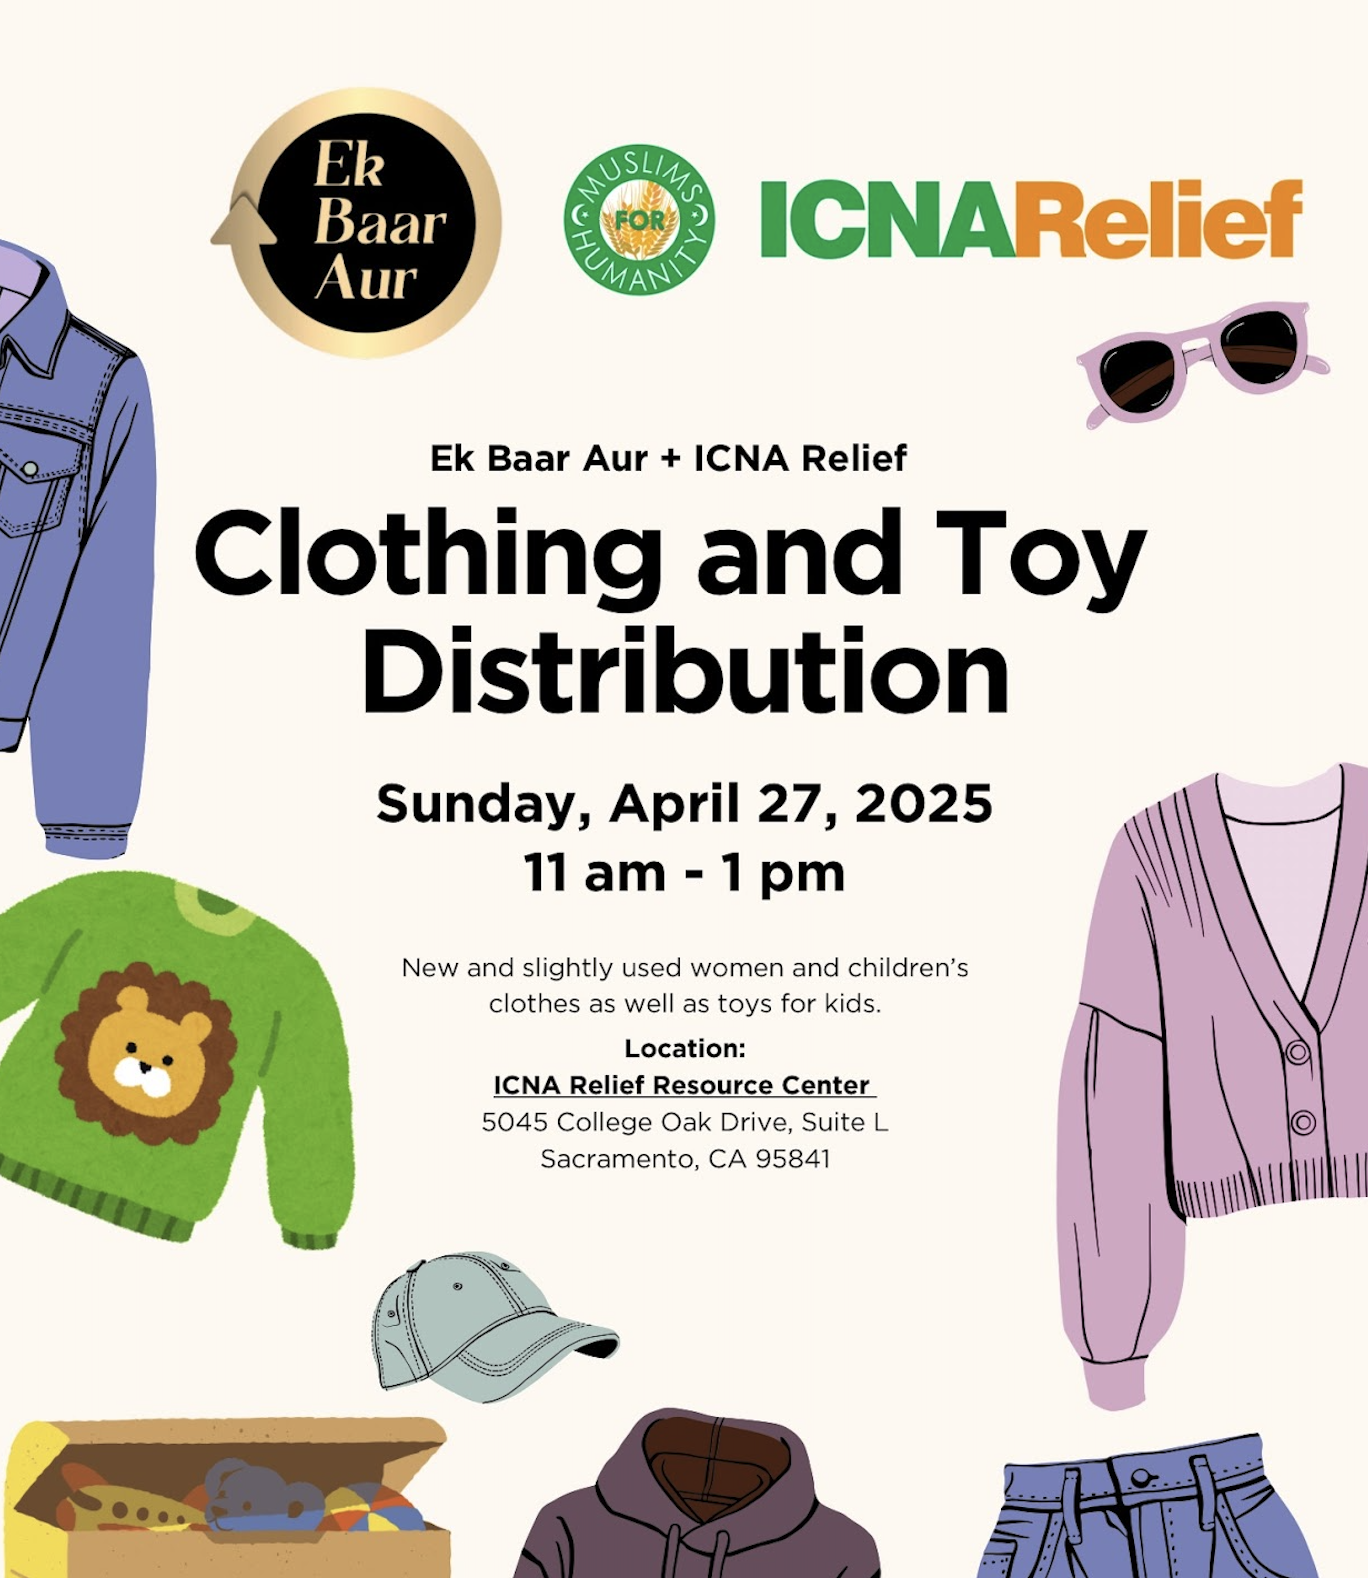 Ek
Baar
Aur
MUSLIMS
FOR
HUMANITY
ICNARelief
Ek Baar Aur + ICNA Relief
Clothing and Toy
Distribution
Sunday, April 27, 2025
11 am - 1 pm
New and slightly used women and children’s
clothes as well as toys for kids.
Location:
ICNA Relief Resource Center
5045 College Oak Drive, Suite L
Sacramento, CA 95841